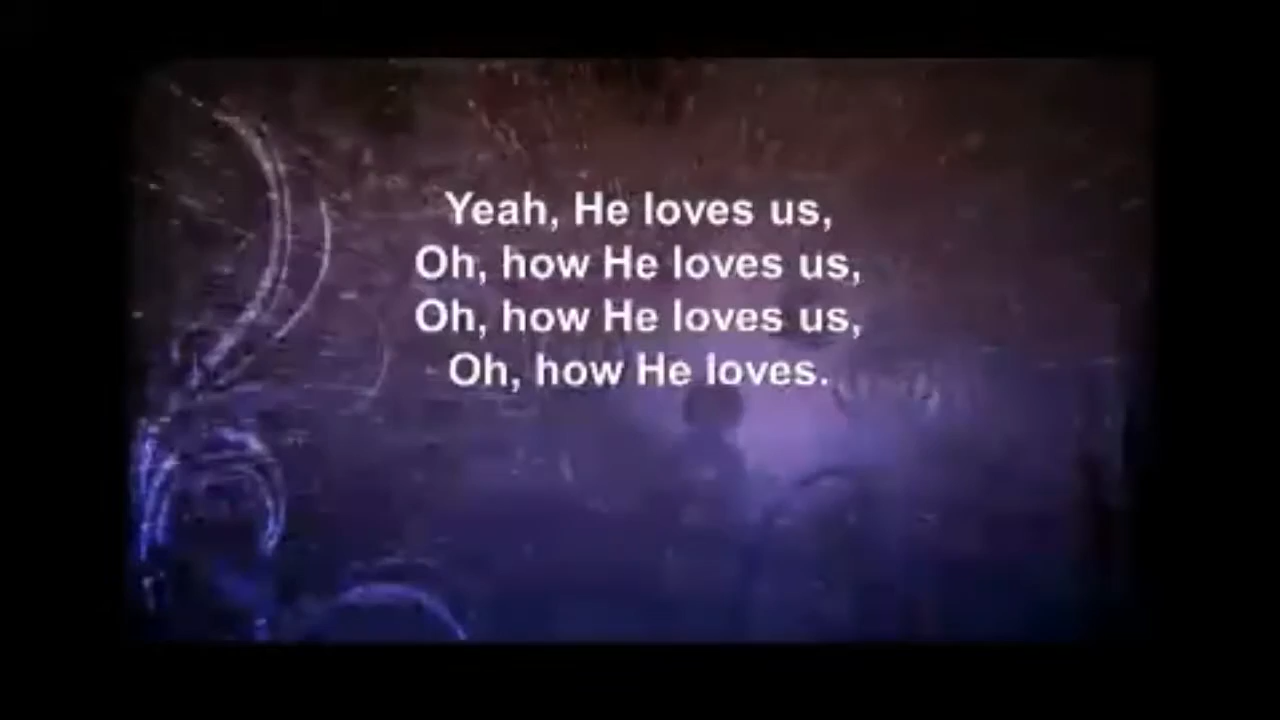 Yeah, He loves us,
Oh, how He loves us,
Oh, how He loves us,
Oh, how He loves.